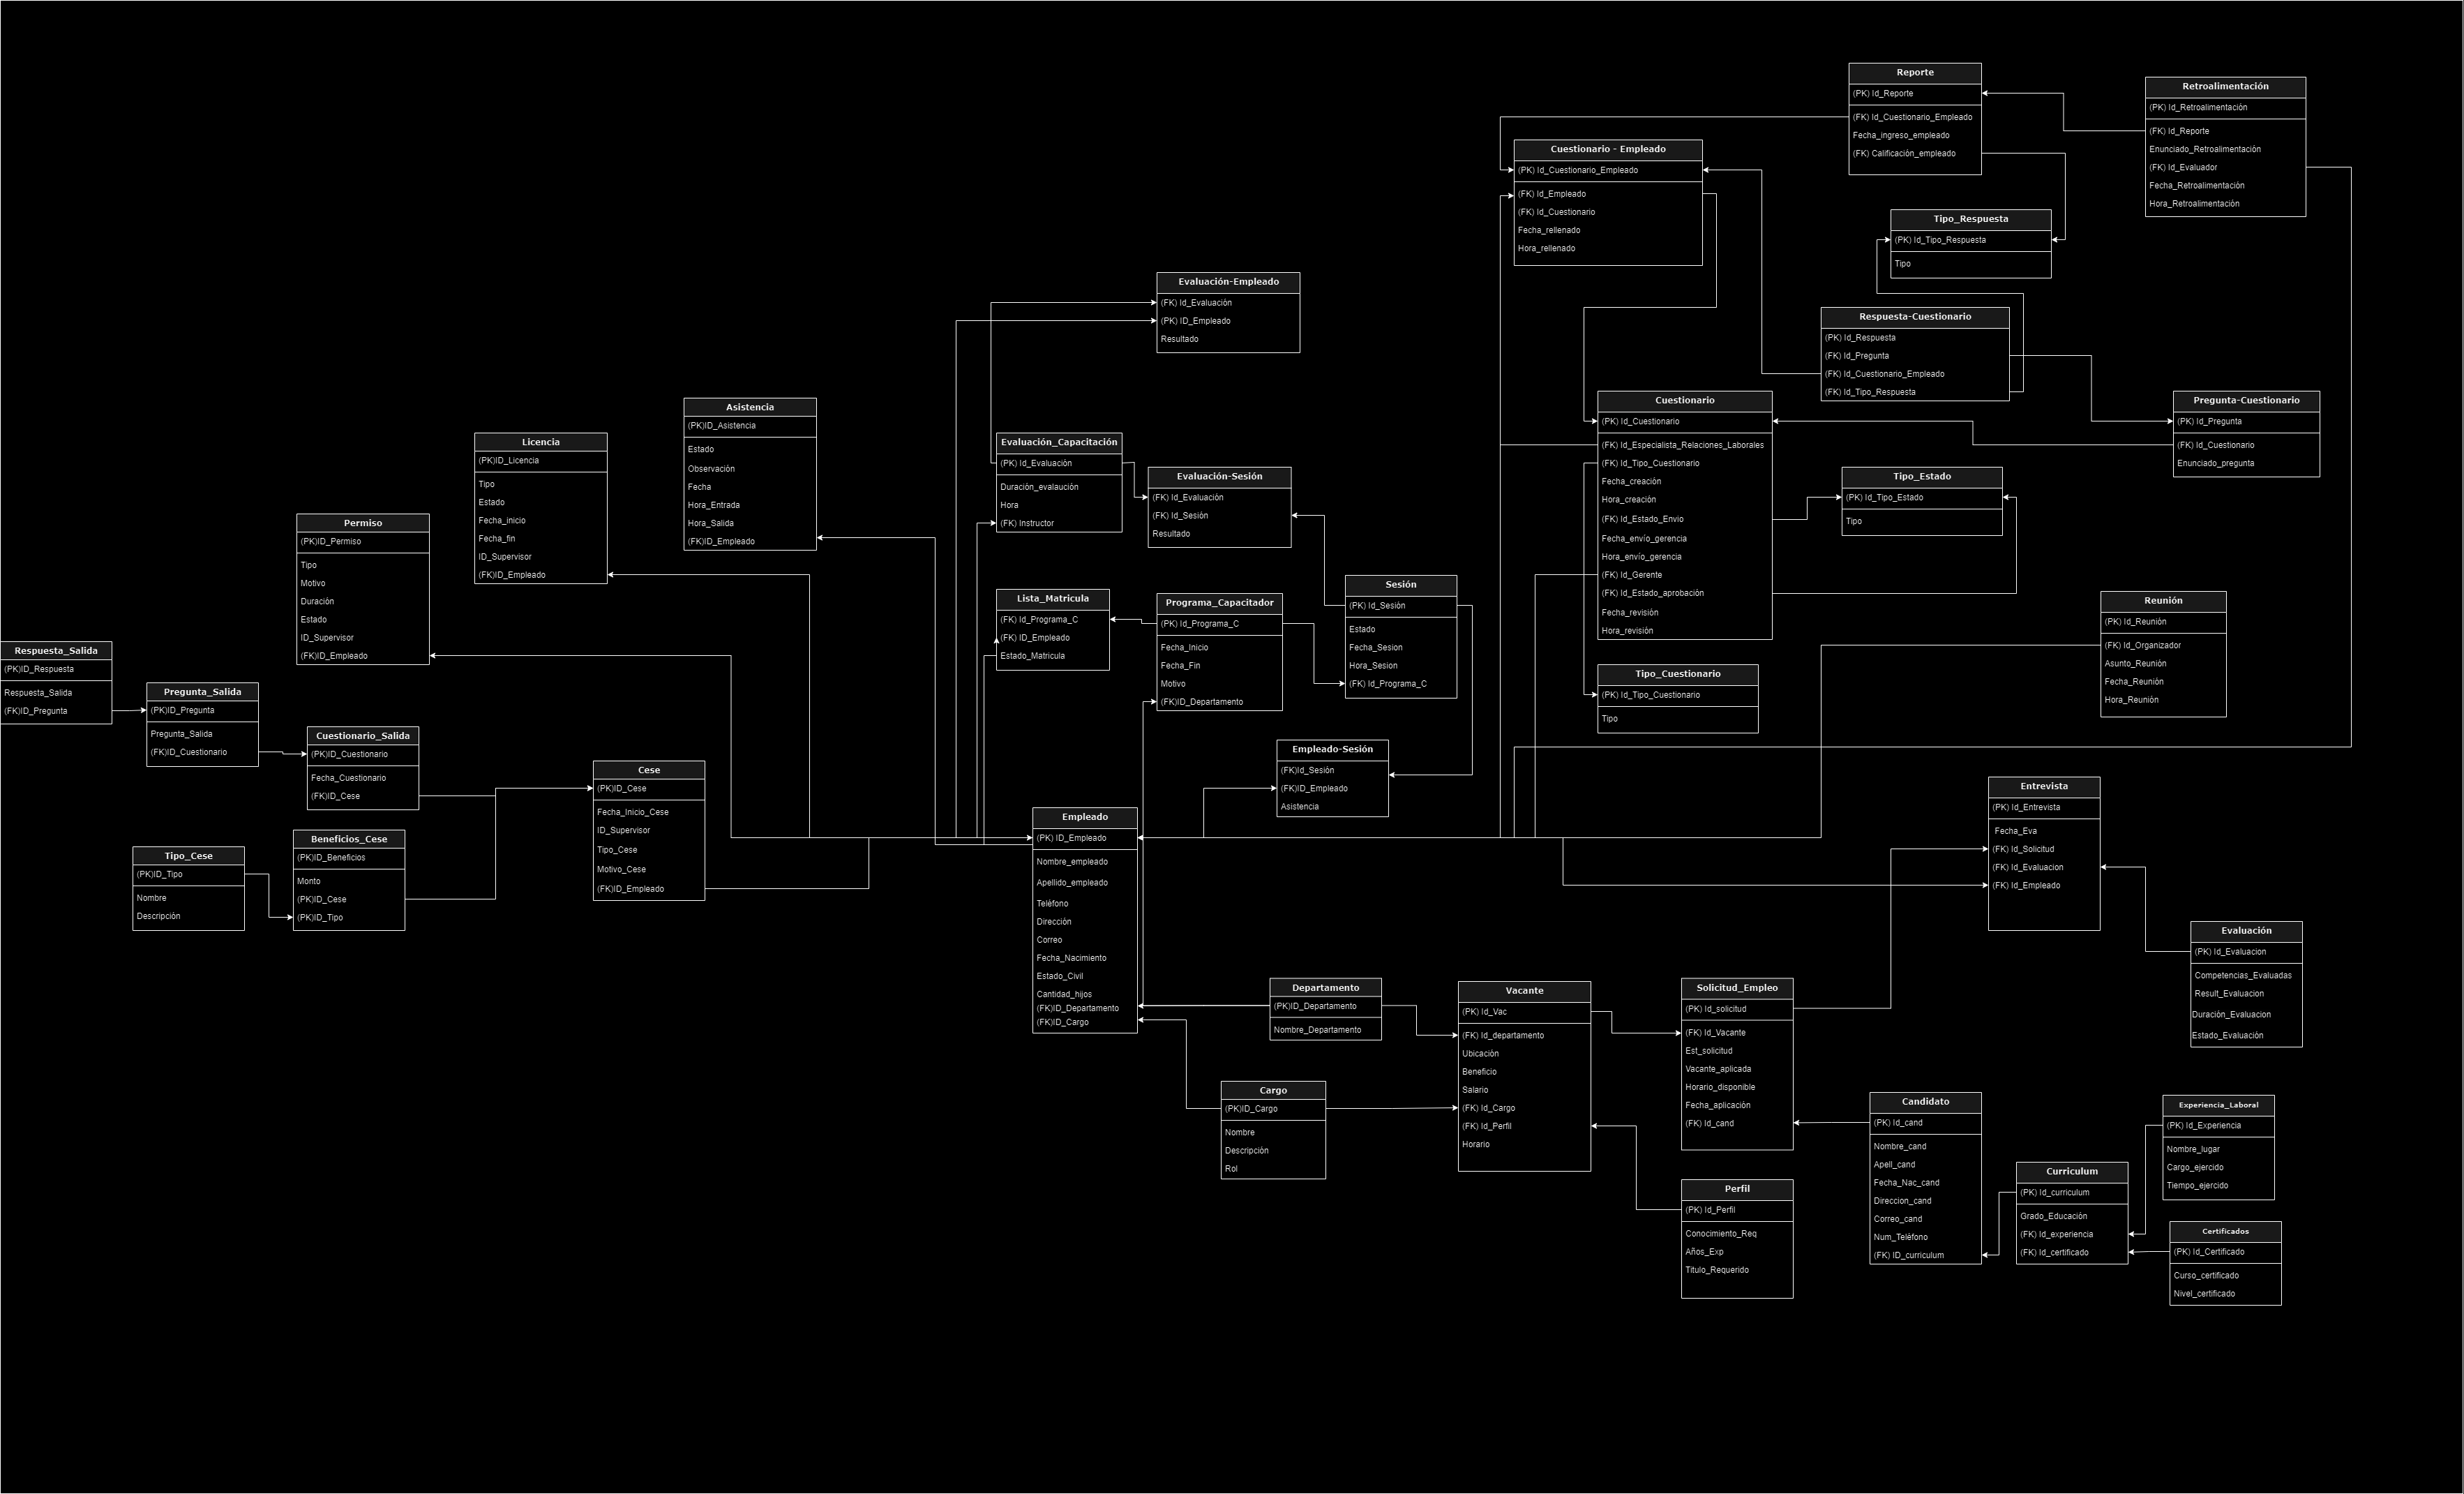 Reporte
(PK) Id_Reporte
(FK) Id_Cuestionario_Empleado
Fecha_ingreso_empleado
(FK) Calificación_empleado
Retroalimentación
(PK) Id_Retroalimentación
(FK) Id_Reporte
Enunciado_Retroalimentación
(FK) Id_Evaluador
Fecha_Retroalimentación
Hora_Retroalimentación
Cuestionario - Empleado
(PK) Id_Cuestionario_Empleado
(FK) Id_Empleado
(FK) Id_Cuestionario
Fecha_rellenado
Hora_rellenado
Tipo_Respuesta
(PK) Id_Tipo_Respuesta
Tipo
Evaluación-Empleado
(FK) Id_Evaluación
(PK) ID_Empleado
Resultado
Respuesta-Cuestionario
(PK) Id_Respuesta
(FK) Id_Pregunta
(FK) Id_Cuestionario_Empleado
(FK) Id_Tipo_Respuesta
Cuestionario
(PK) Id_Cuestionario
(FK) Id_Especialista_Relaciones_Laborales
(FK) Id_Tipo_Cuestionario
Fecha_creación
Hora_creación
(FK) Id_Estado_Envio
Fecha_envío_gerencia
Hora_envío_gerencia
(FK) Id_Gerente
(FK) Id_Estado_aprobación
Fecha_revisión
Hora_revisión
Pregunta-Cuestionario
(PK) Id_Pregunta
(FK) Id_Cuestionario
Enunciado_pregunta
Asistencia
(PK)ID_Asistencia
Estado
Observación
Fecha
Hora_Entrada
Hora_Salida
(FK)ID_Empleado
Licencia
(PK)ID_Licencia
Tipo
Estado
Fecha_inicio
Fecha_fin
ID_Supervisor
(FK)ID_Empleado
Evaluación_Capacitación
(PK) Id_Evaluación
Duración_evalaución
Hora
(FK) Instructor
Evaluación-Sesión
(FK) Id_Evaluación
(FK) Id_Sesión
Resultado
Tipo_Estado
(PK) Id_Tipo_Estado
Tipo
Permiso
(PK)ID_Permiso
Tipo
Motivo
Duración
Estado
ID_Supervisor
(FK)ID_Empleado
Sesión
(PK) Id_Sesión
Estado
Fecha_Sesion
Hora_Sesion
(FK) Id_Programa_C
Lista_Matricula
(FK) Id_Programa_C
(FK) ID_Empleado
Estado_Matricula
Programa_Capacitador
(PK) Id_Programa_C
Fecha_Inicio
Fecha_Fin
Motivo
(FK)ID_Departamento
Reunión
(PK) Id_Reunión
(FK) Id_Organizador
Asunto_Reunión
Fecha_Reunión
Hora_Reunión
Respuesta_Salida
(PK)ID_Respuesta
Respuesta_Salida
(FK)ID_Pregunta
Tipo_Cuestionario
(PK) Id_Tipo_Cuestionario
Tipo
Pregunta_Salida
(PK)ID_Pregunta
Pregunta_Salida
(FK)ID_Cuestionario
Cuestionario_Salida
(PK)ID_Cuestionario
Fecha_Cuestionario
(FK)ID_Cese
Empleado-Sesión
(FK)Id_Sesión
(FK)ID_Empleado
Asistencia
Cese
(PK)ID_Cese
Fecha_Inicio_Cese
ID_Supervisor
Tipo_Cese
Motivo_Cese
(FK)ID_Empleado
Entrevista
(PK) Id_Entrevista
Fecha_Eva
(FK) Id_Solicitud
(FK) Id_Evaluacion
(FK) Id_Empleado
Empleado
(PK) ID_Empleado
Nombre_empleado
Apellido_empleado
Teléfono
Dirección
Correo
Fecha_Nacimiento
Estado_Civil
Cantidad_hijos
(FK)ID_Departamento
(FK)ID_Cargo
Beneficios_Cese
(PK)ID_Beneficios
Monto
(PK)ID_Cese
(PK)ID_Tipo
Tipo_Cese
(PK)ID_Tipo
Nombre
Descripción
Evaluación
(PK) Id_Evaluacion
Competencias_Evaluadas
Result_Evaluacion
Duración_Evaluacion
Estado_Evaluación
Departamento
(PK)ID_Departamento
Nombre_Departamento
Vacante
(PK) Id_Vac
(FK) Id_departamento
Ubicación
Beneficio
Salario
(FK) Id_Cargo
(FK) Id_Perfil
Horario
Solicitud_Empleo
(PK) Id_solicitud
(FK) Id_Vacante
Est_solicitud
Vacante_aplicada
Horario_disponible
Fecha_aplicación
(FK) Id_cand
Cargo
(PK)ID_Cargo
Nombre
Descripción
Rol
Candidato
(PK) Id_cand
Nombre_cand
Apell_cand
Fecha_Nac_cand
Direccion_cand
Correo_cand
Num_Teléfono
(FK) ID_curriculum
Experiencia_Laboral
(PK) Id_Experiencia
Nombre_lugar
Cargo_ejercido
Tiempo_ejercido
Curriculum
(PK) Id_curriculum
Grado_Educación
(FK) Id_experiencia
(FK) Id_certificado
Perfil
(PK) Id_Perfil
Conocimiento_Req
Años_Exp
Titulo_Requerido
Certificados
(PK) Id_Certificado
Curso_certificado
Nivel_certificado